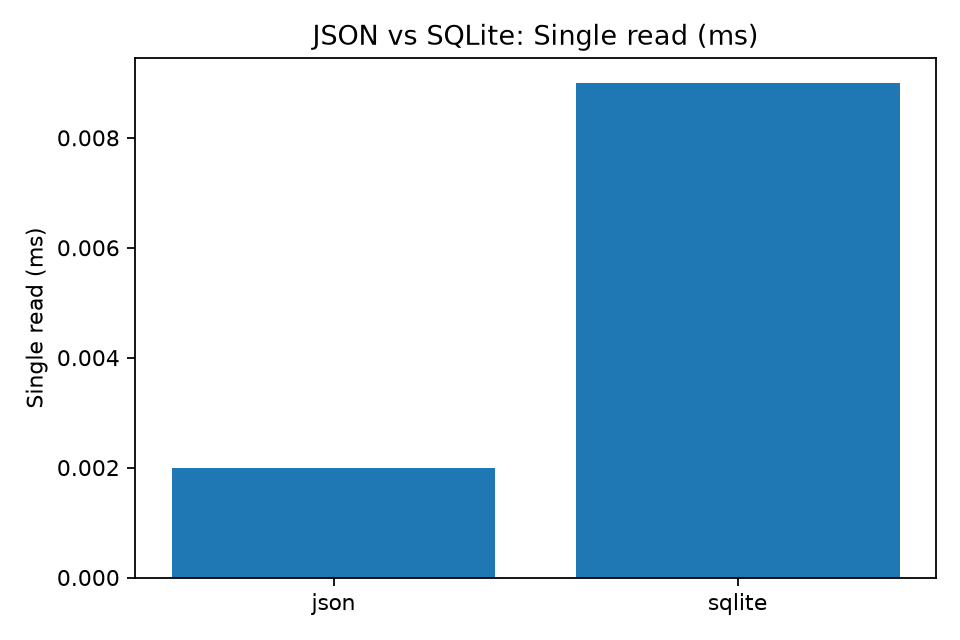 JSON vs SQLite: Single read (ms)
Single read (ms)
0.008
0.006
0.004
0.002
0.000
json
sqlite